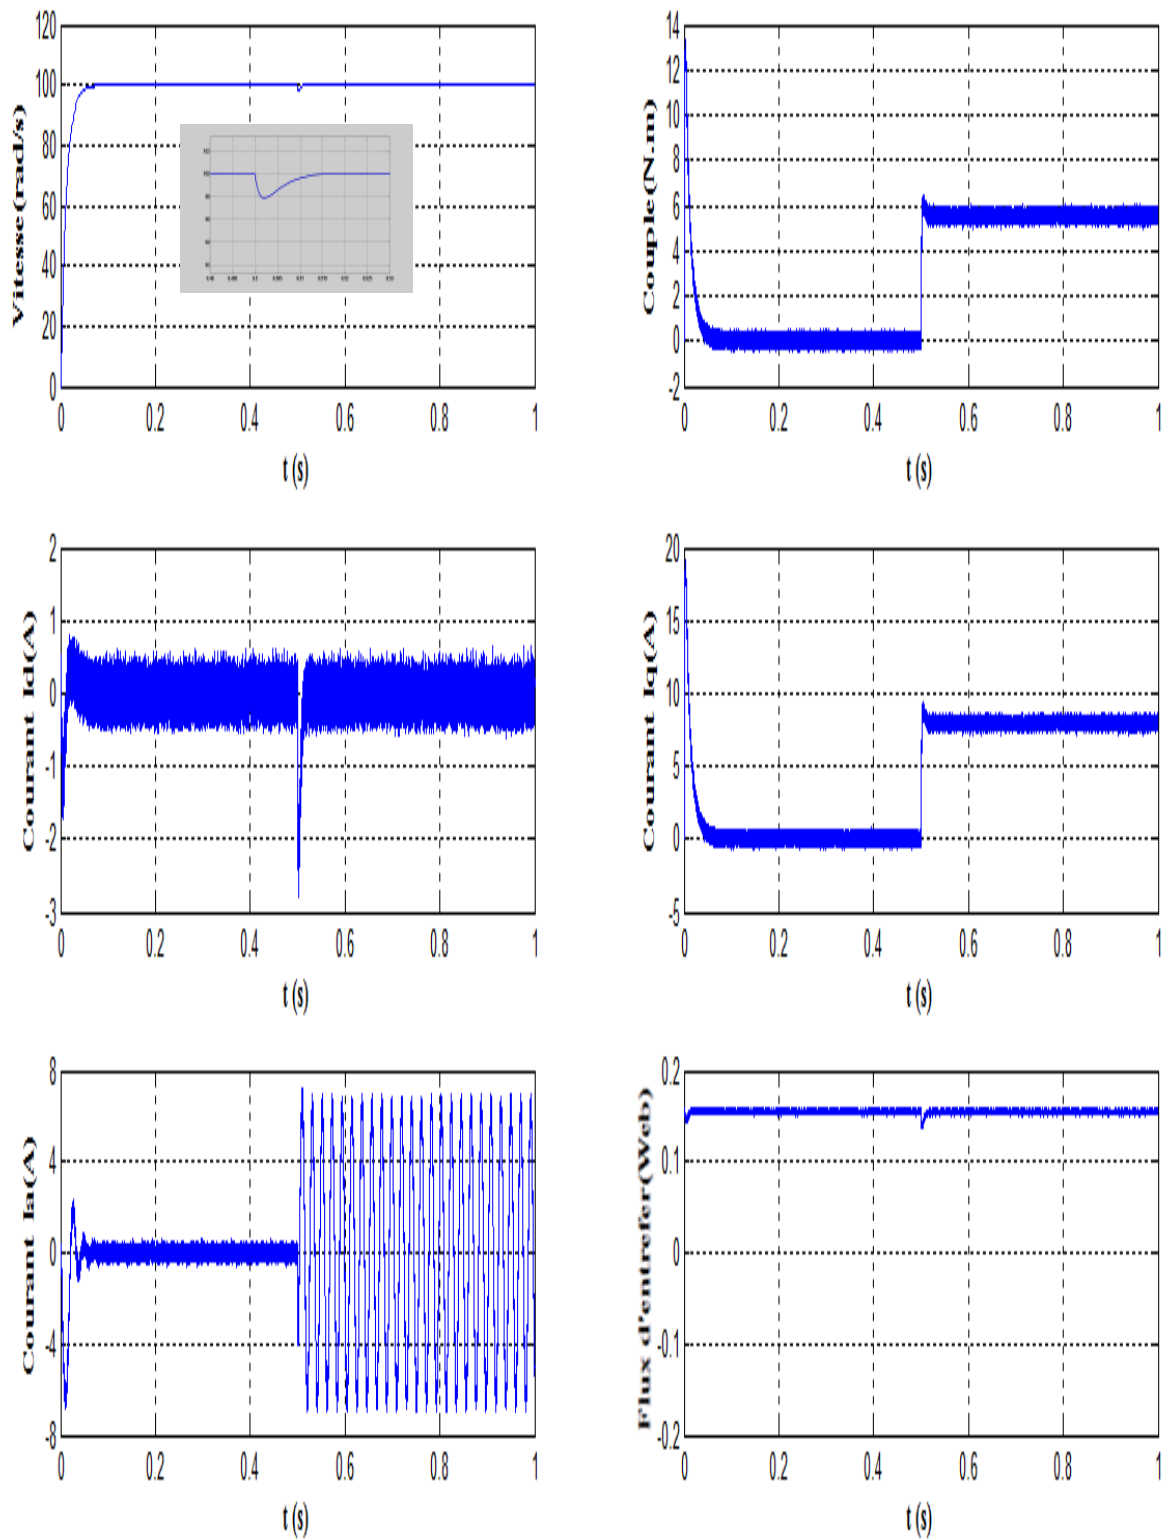 120
100
80
60
40
20
0
Vitesse(rad/s)
0 0.2 0.4 0.6 0.8 1
t (s)
14
12
10
8
6
4
2
0
-2
Couple(N.m)
0 0.2 0.4 0.6 0.8 1
t (s)
2
1
0
-1
-2
-3
Courant Id(A)
0 0.2 0.4 0.6 0.8 1
t (s)
20
15
10
5
0
-5
Courant Iq(A)
0 0.2 0.4 0.6 0.8 1
t (s)
8
4
0
-4
-8
Courant Ia(A)
0 0.2 0.4 0.6 0.8 1
t (s)
0.2
0.1
0
-0.1
-0.2
Flux d'entrefer(Web)
0 0.2 0.4 0.6 0.8 1
t (s)